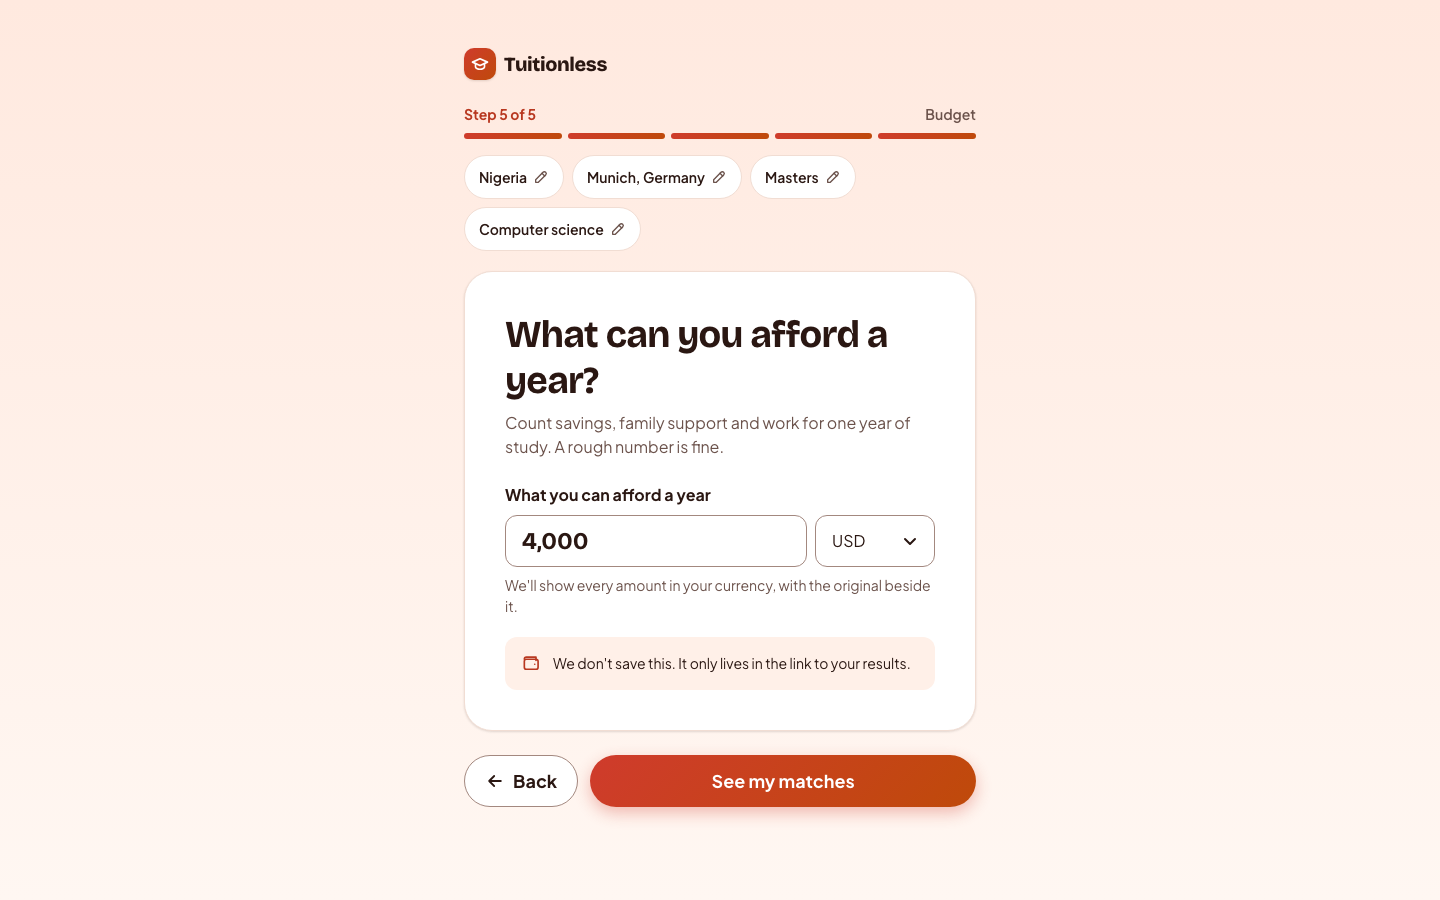 Tuitionless
Step 5 of 5
Budget
Nigeria
Munich, Germany
Masters
Computer science
What can you afford a
year?
Count savings, family support and work for one year of
study. A rough number is fine.
What you can afford a year
4,000
USD
We'll show every amount in your currency, with the original beside
it.
We don't save this. It only lives in the link to your results.
Back
See my matches